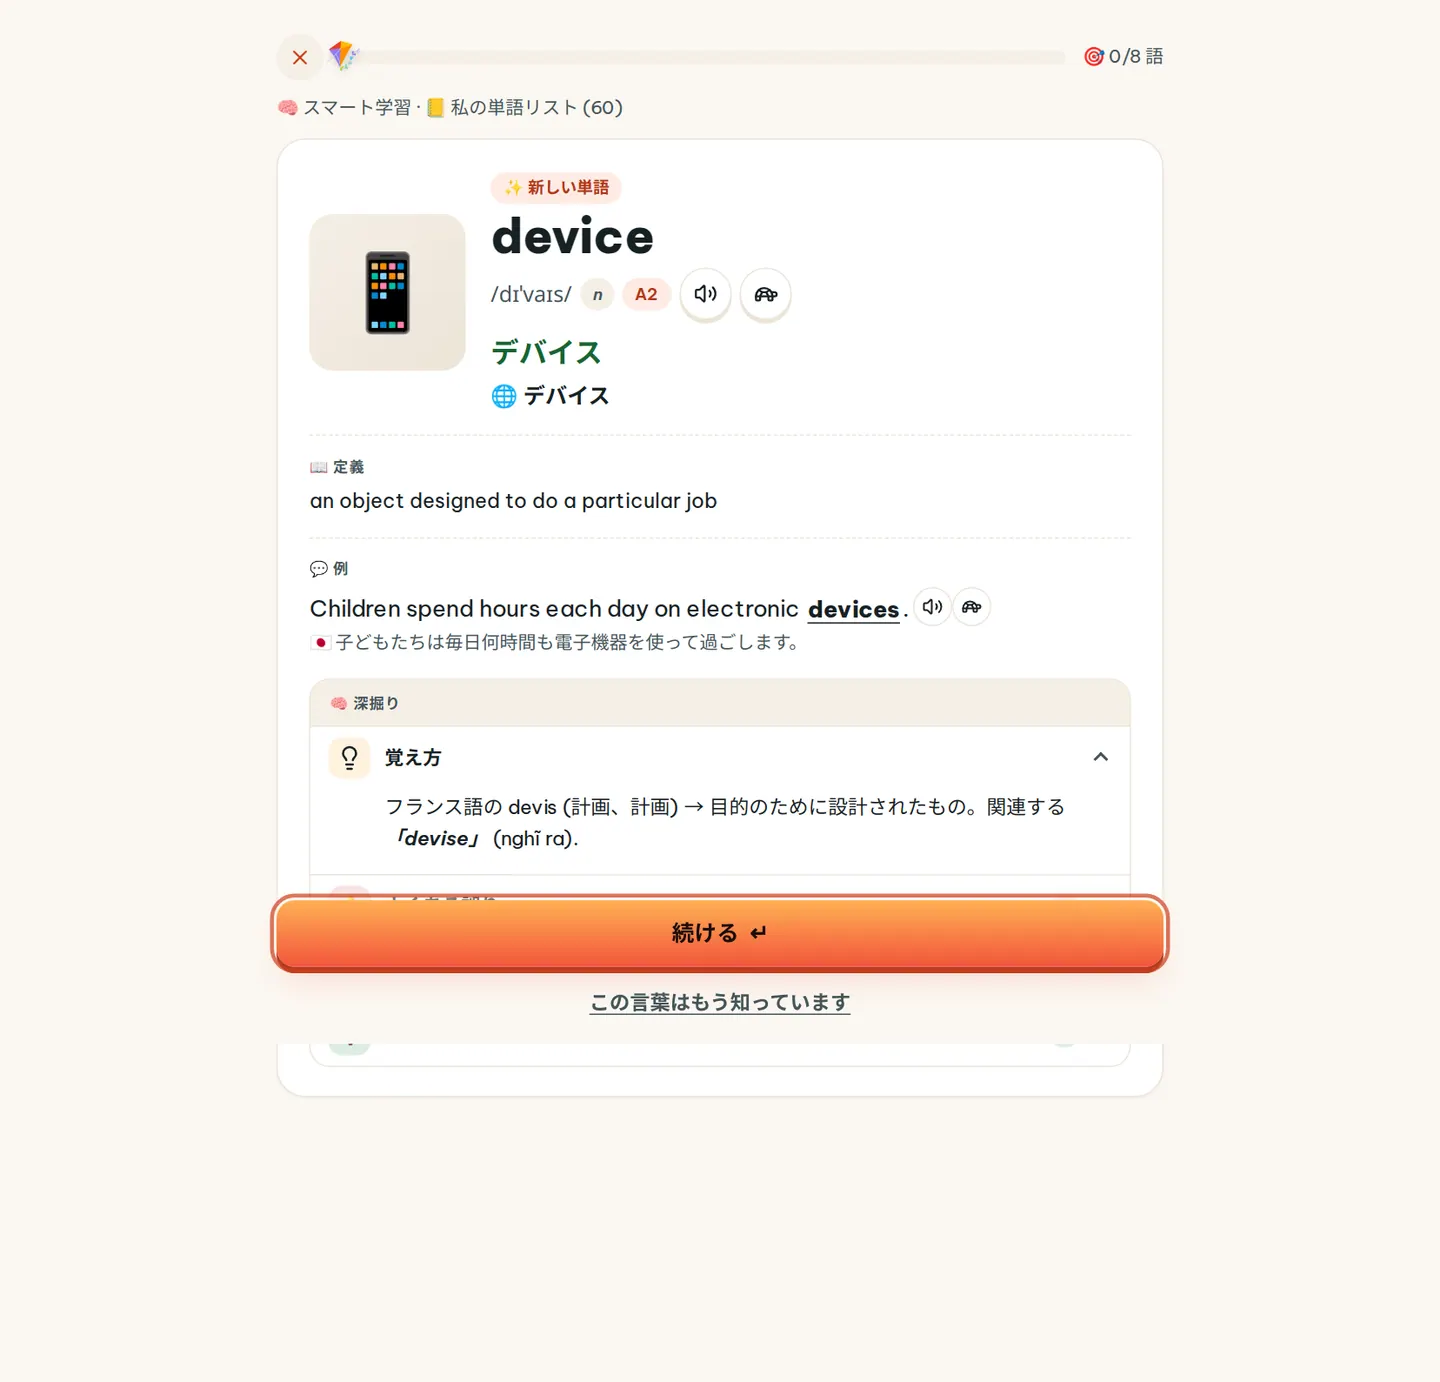 0/8 語
スマート学習 · 私の単語リスト (60)
新しい単語
device
/dɪˈvaɪs/ n A2
デバイス
デバイス
定義
an object designed to do a particular job
例
Children spend hours each day on electronic devices.
子どもたちは毎日何時間も電子機器を使って過ごします。
深掘り
覚え方
フランス語の devis (計画、計画) → 目的のために設計されたもの。関連する
「devise」 (nghĩ ra).
続ける ↵
この言葉はもう知っています